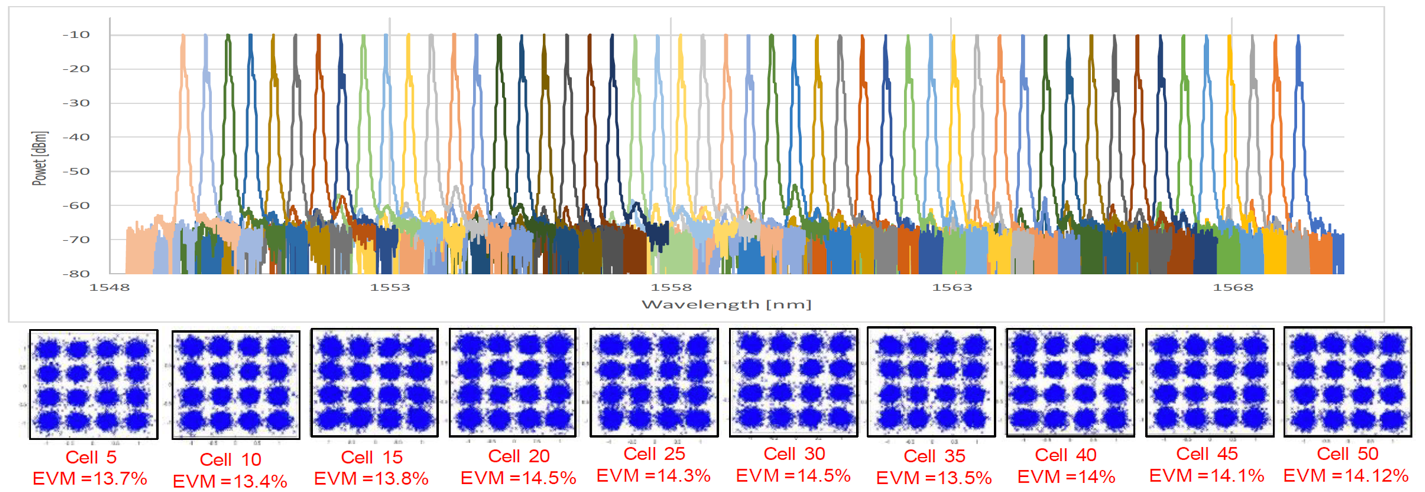 -10
-20
-30
-40
-50
-60
-70
-80
Power [dBm]
1548 1553 1558 1563 1568
Wavelength [nm]
Cell 5 Cell 10 Cell 15 Cell 20 Cell 25 Cell 30 Cell 35 Cell 40 Cell 45 Cell 50
EVM =13.7% EVM =13.4% EVM =13.8% EVM =14.5% EVM =14.3% EVM =14.5% EVM =13.5% EVM =14% EVM =14.1% EVM =14.12%